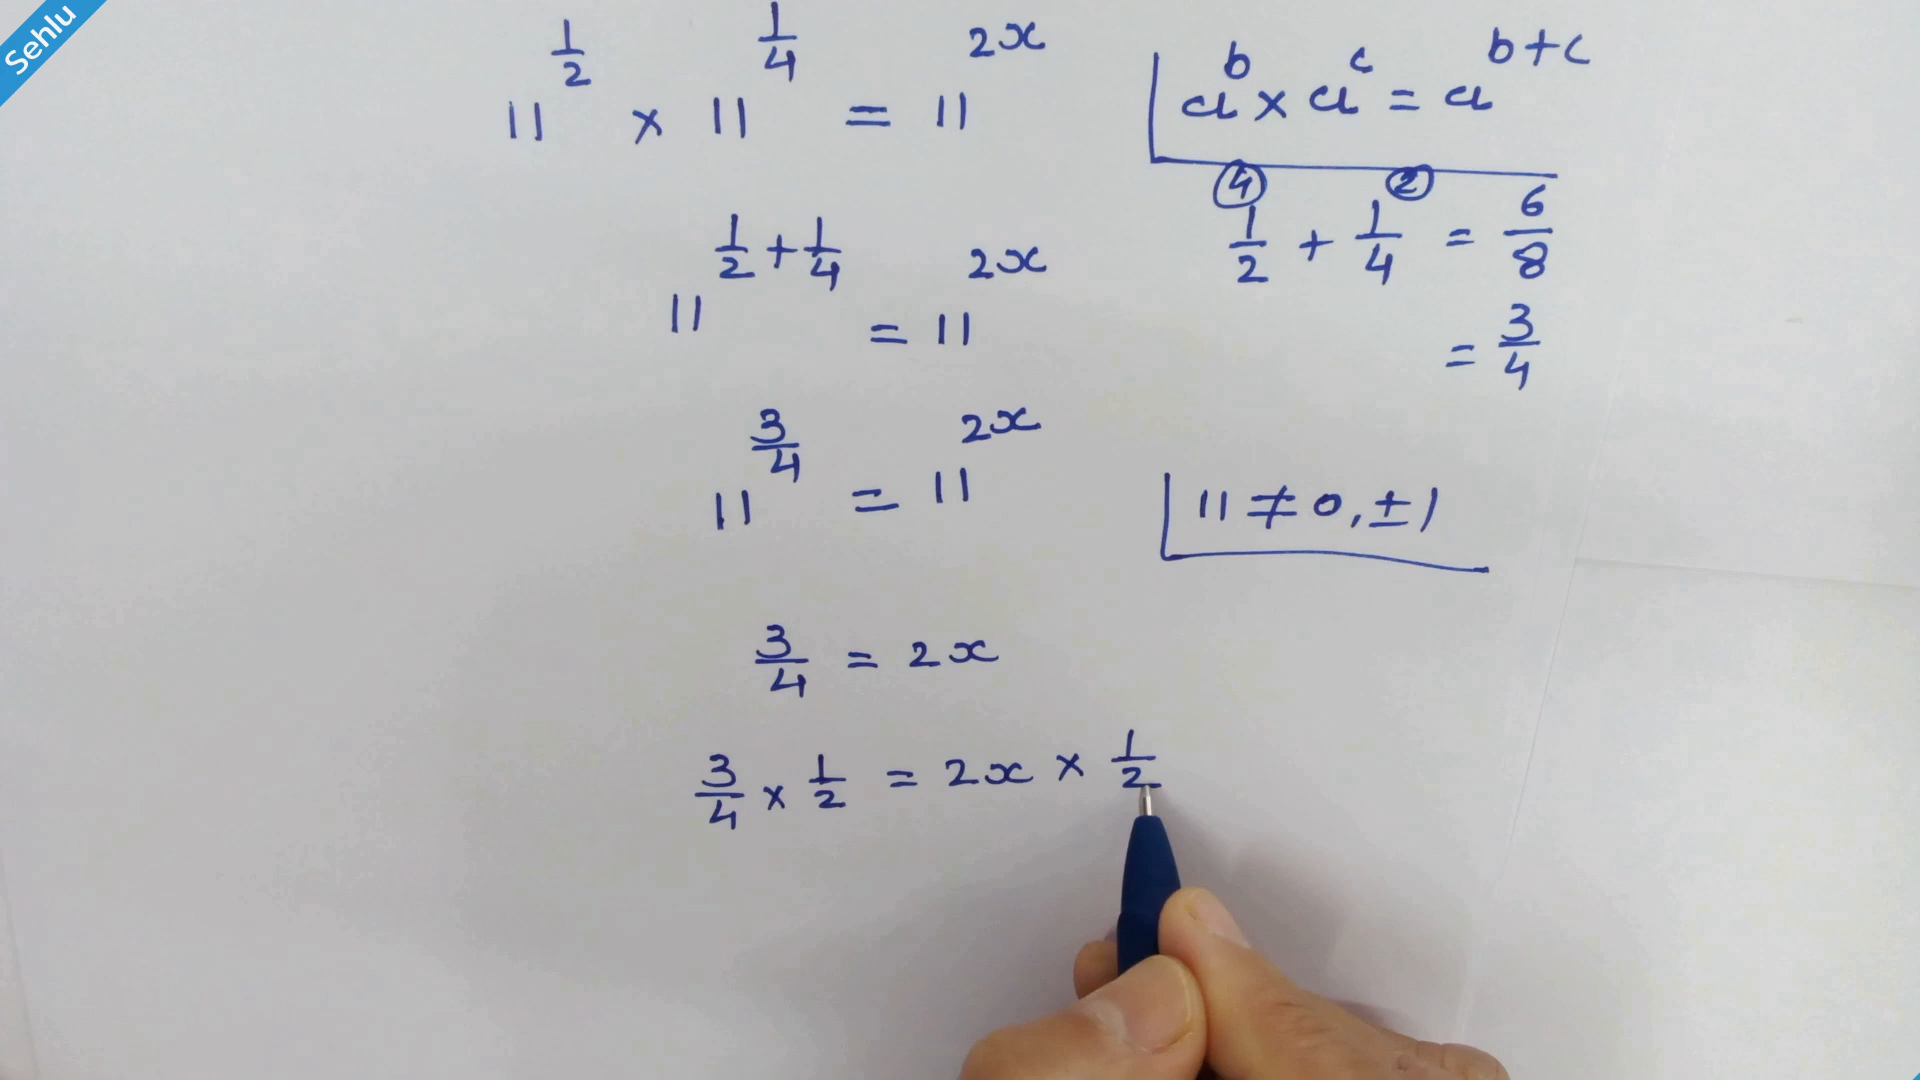 Sehlu
11^{1/2} × 11^{1/4} = 11^{2x}
a^b × a^c = a^{b+c}
④ ②
1/2 + 1/4 = 6/8
= 3/4
11^{1/2 + 1/4} = 11^{2x}
11^{3/4} = 11^{2x}
11 ≠ 0, ±1
3/4 = 2x
3/4 × 1/2 = 2x × 1/2